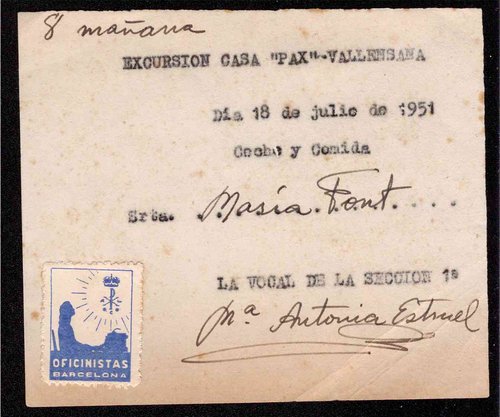 8 mañana
EXCURSION CASA "PAX"-VALLENSANA
Día 18 de julio de 1951
Coche y Comida
Srta. María Font.....
LA VOCAL DE LA SECCION 1ª
Mª Antonia Estruel
OFICINISTAS
BARCELONA